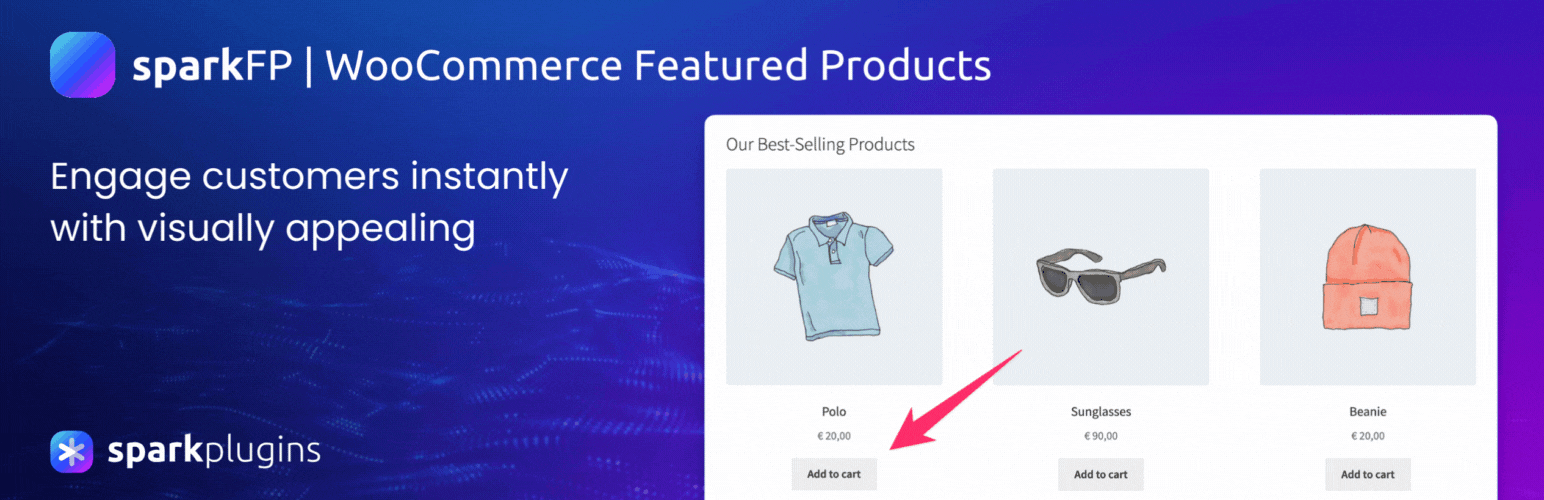 sparkFP | WooCommerce Featured Products
Engage customers instantly
with visually appealing
Our Best-Selling Products
Polo
€ 20,00
Add to cart
Sunglasses
€ 90,00
Add to cart
Beanie
€ 20,00
Add to cart
sparkplugins